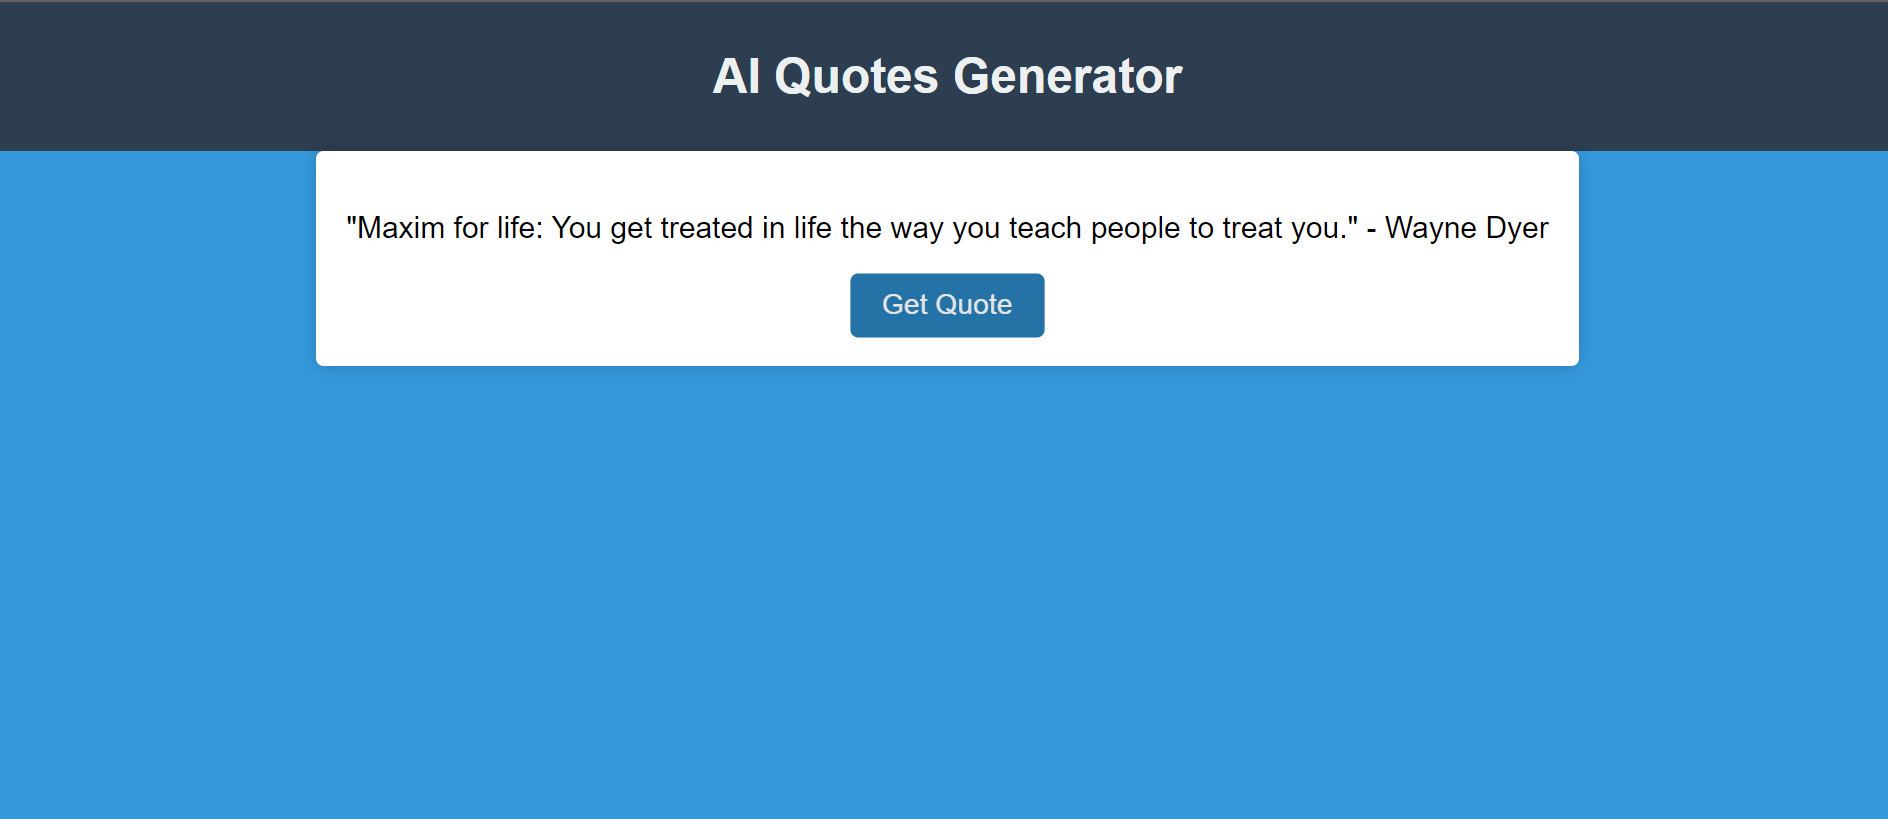 AI Quotes Generator
"Maxim for life: You get treated in life the way you teach people to treat you." - Wayne Dyer
Get Quote